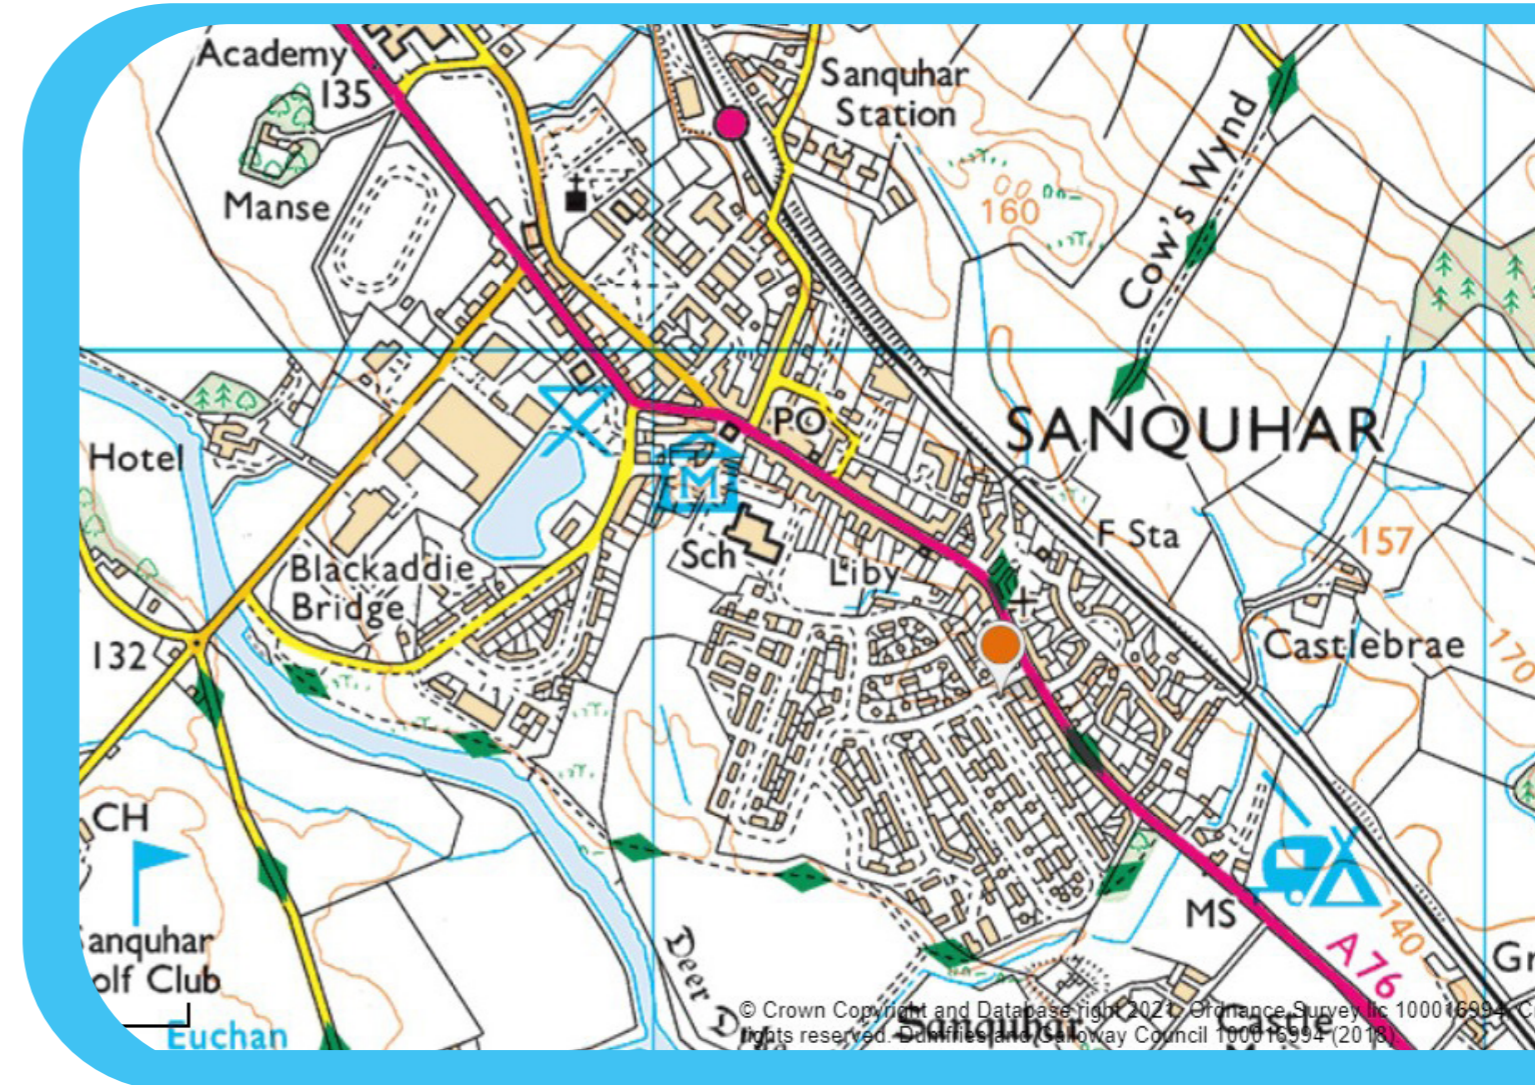 Academy
135
Sanquhar
Station
Manse
160
Cow's Wynd
PO
SANQUHAR
Hotel
M
F Sta
157
Sch
Liby
Blackaddie
Bridge
132
Castlebrae
170
CH
MS
140
A76
anquhar
olf Club
Deer
Gr
Euchan
© Crown Copyright and Database right 2021. Ordnance Survey lic 100016994.
rights reserved. Dumfries and Galloway Council 100016994 (2018).
Sanquhar
Castle